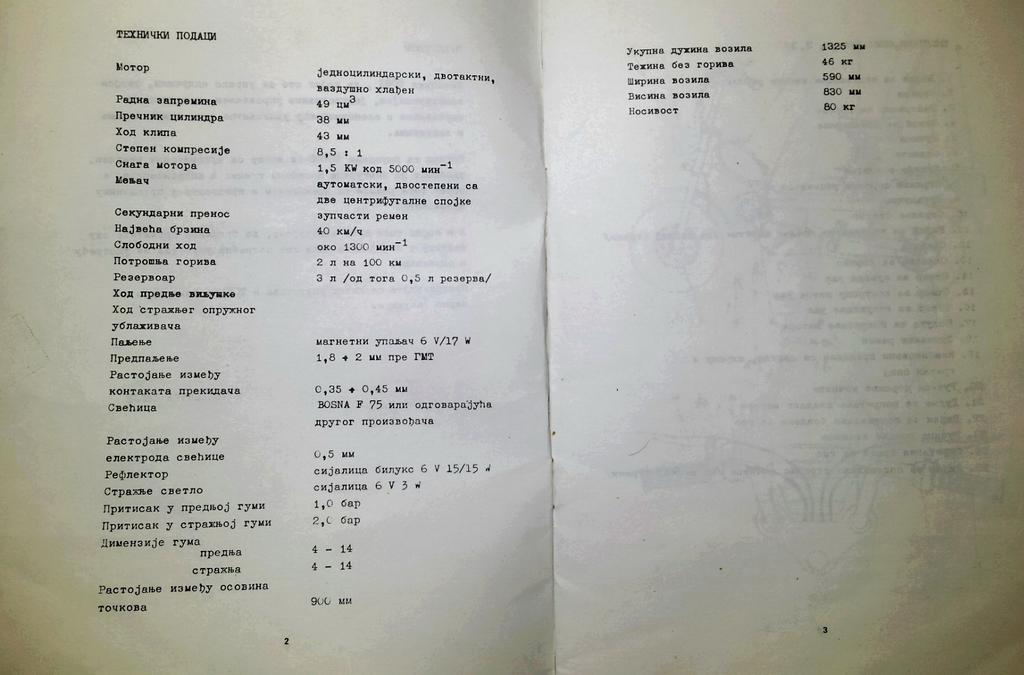 ТЕХНИЧКИ ПОДАЦИ
Мотор једноцилиндарски, двотактни,
ваздушно хлађен
Радна запремина 49 цм³
Пречник цилиндра 38 мм
Ход клипа 43 мм
Степен компресије 8,5 : 1
Снага мотора 1,5 KW код 5000 мин⁻¹
Мењач аутоматски, двостепени са
две центрифугалне спојке
Секундарни пренос зупчасти ремен
Највећа брзина 40 км/ч
Слободни ход око 1300 мин⁻¹
Потрошња горива 2 л на 100 км
Резервоар 3 л /од тога 0,5 л резерва/
Ход предње виљушке
Ход стражњег опружног
ублаживача
Паљење магнетни упаљач 6 V/17 W
Предпаљење 1,8 + 2 мм пре ГМТ
Растојање између
контаката прекидача 0,35 + 0,45 мм
Свећица BOSNA F 75 или одговарајућа
другог произвођача
Растојање између
електрода свећице 0,5 мм
Рефлектор сијалица билукс 6 V 15/15 W
Стражње светло сијалица 6 V 3 W
Притисак у предњој гуми 1,0 бар
Притисак у стражњој гуми 2,0 бар
Димензије гума
предња 4 - 14
стражња 4 - 14
Растојање између осовина
точкова 900 мм
2
Укупна дужина возила 1325 мм
Тежина без горива 46 кг
Ширина возила 590 мм
Висина возила 830 мм
Носивост 80 кг
3